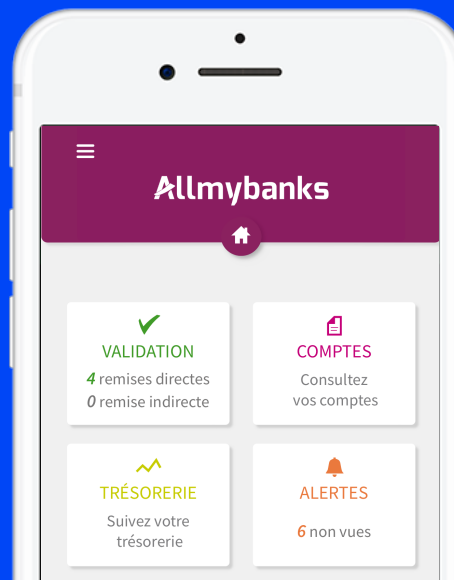 Allmybanks
VALIDATION
4 remises directes
0 remise indirecte
COMPTES
Consultez
vos comptes
TRÉSORERIE
Suivez votre
trésorerie
ALERTES
6 non vues